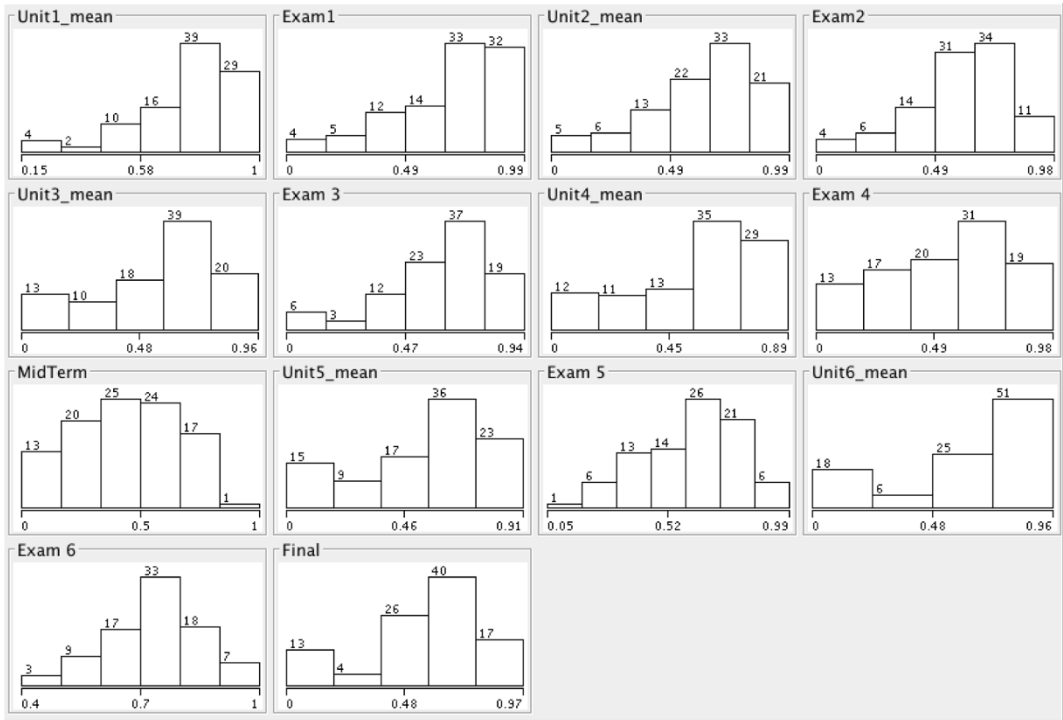 Unit1_mean
4 2 10 16 39 29
0.15 0.58 1
Exam1
4 5 12 14 33 32
0 0.49 0.99
Unit2_mean
5 6 13 22 33 21
0 0.49 0.99
Exam2
4 6 14 31 34 11
0 0.49 0.98
Unit3_mean
13 10 18 39 20
0 0.48 0.96
Exam 3
6 3 12 23 37 19
0 0.47 0.94
Unit4_mean
12 11 13 35 29
0 0.45 0.89
Exam 4
13 17 20 31 19
0 0.49 0.98
MidTerm
13 20 25 24 17 1
0 0.5 1
Unit5_mean
15 9 17 36 23
0 0.46 0.91
Exam 5
1 6 13 14 26 21 6
0.05 0.52 0.99
Unit6_mean
18 6 25 51
0 0.48 0.96
Exam 6
3 9 17 33 18 7
0.4 0.7 1
Final
13 4 26 40 17
0 0.48 0.97